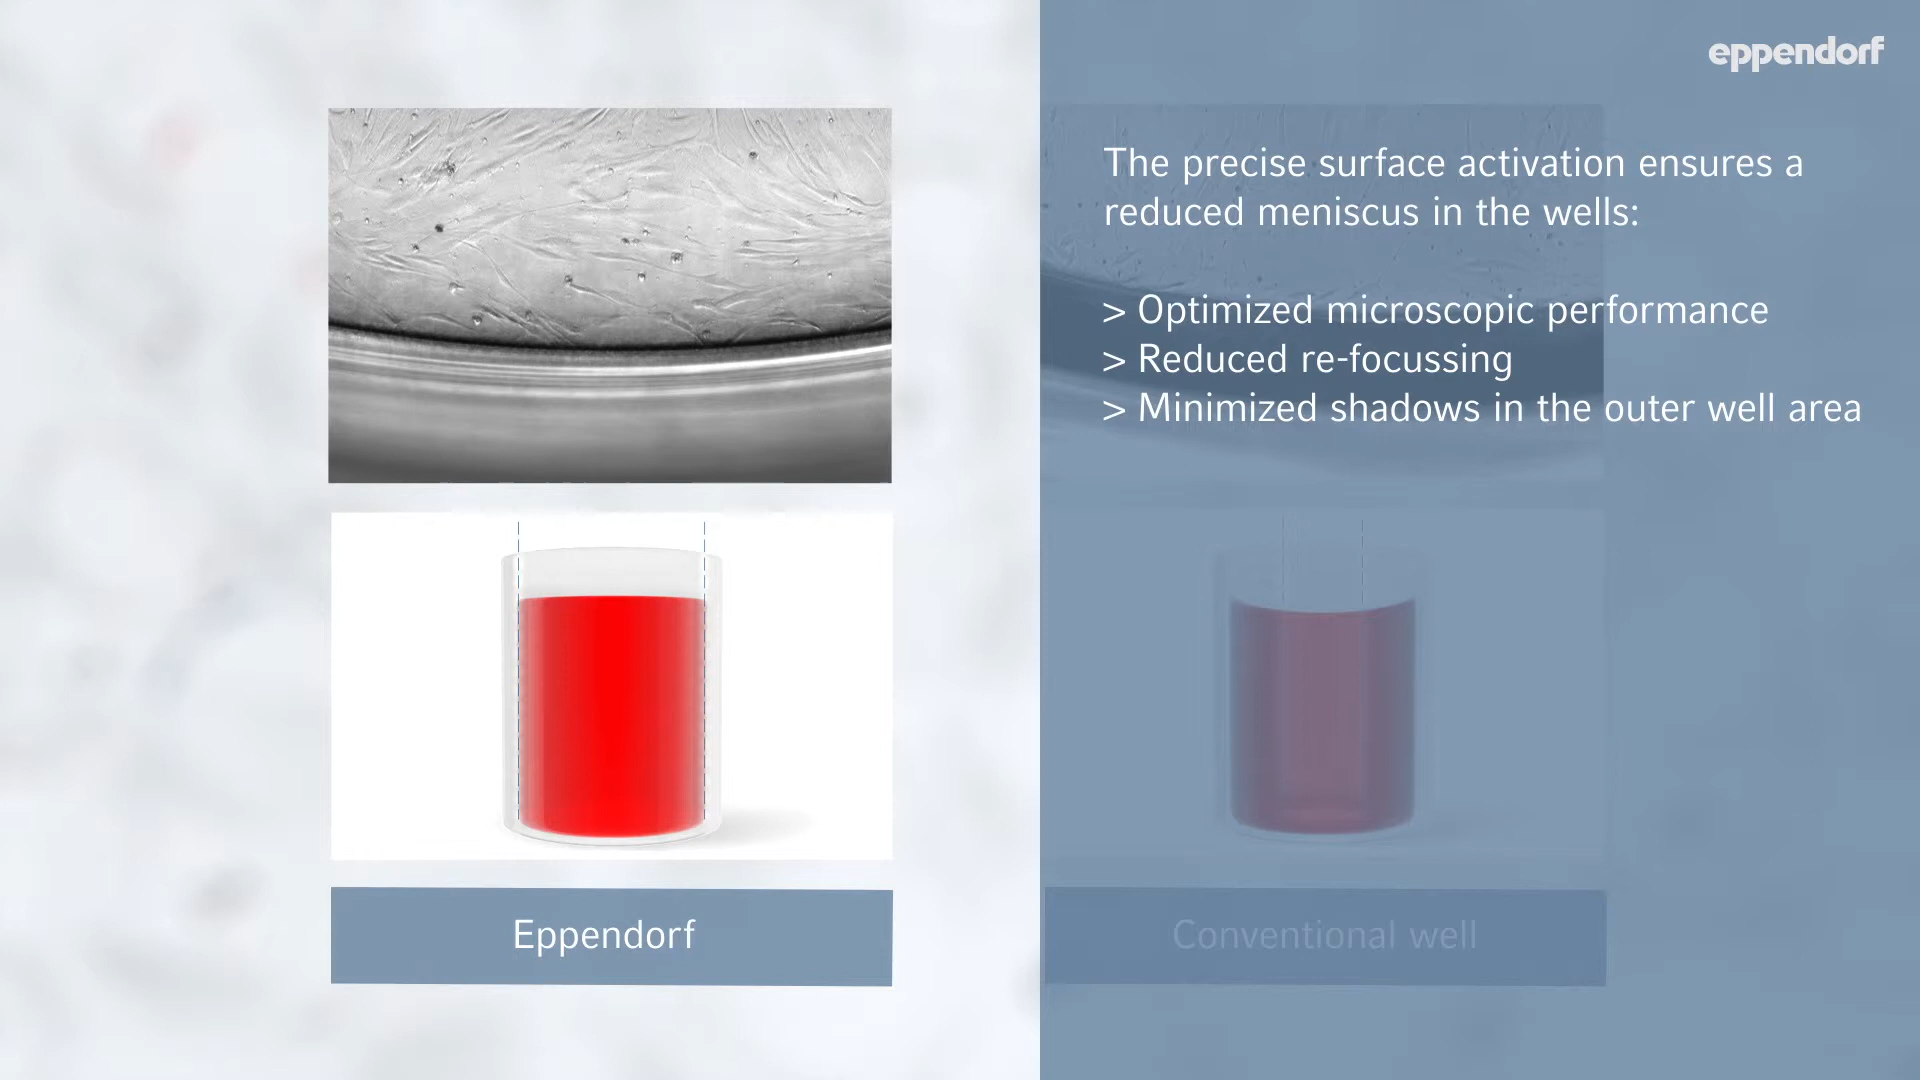 eppendorf
The precise surface activation ensures a
reduced meniscus in the wells:
> Optimized microscopic performance
> Reduced re-focussing
> Minimized shadows in the outer well area
Eppendorf
Conventional well